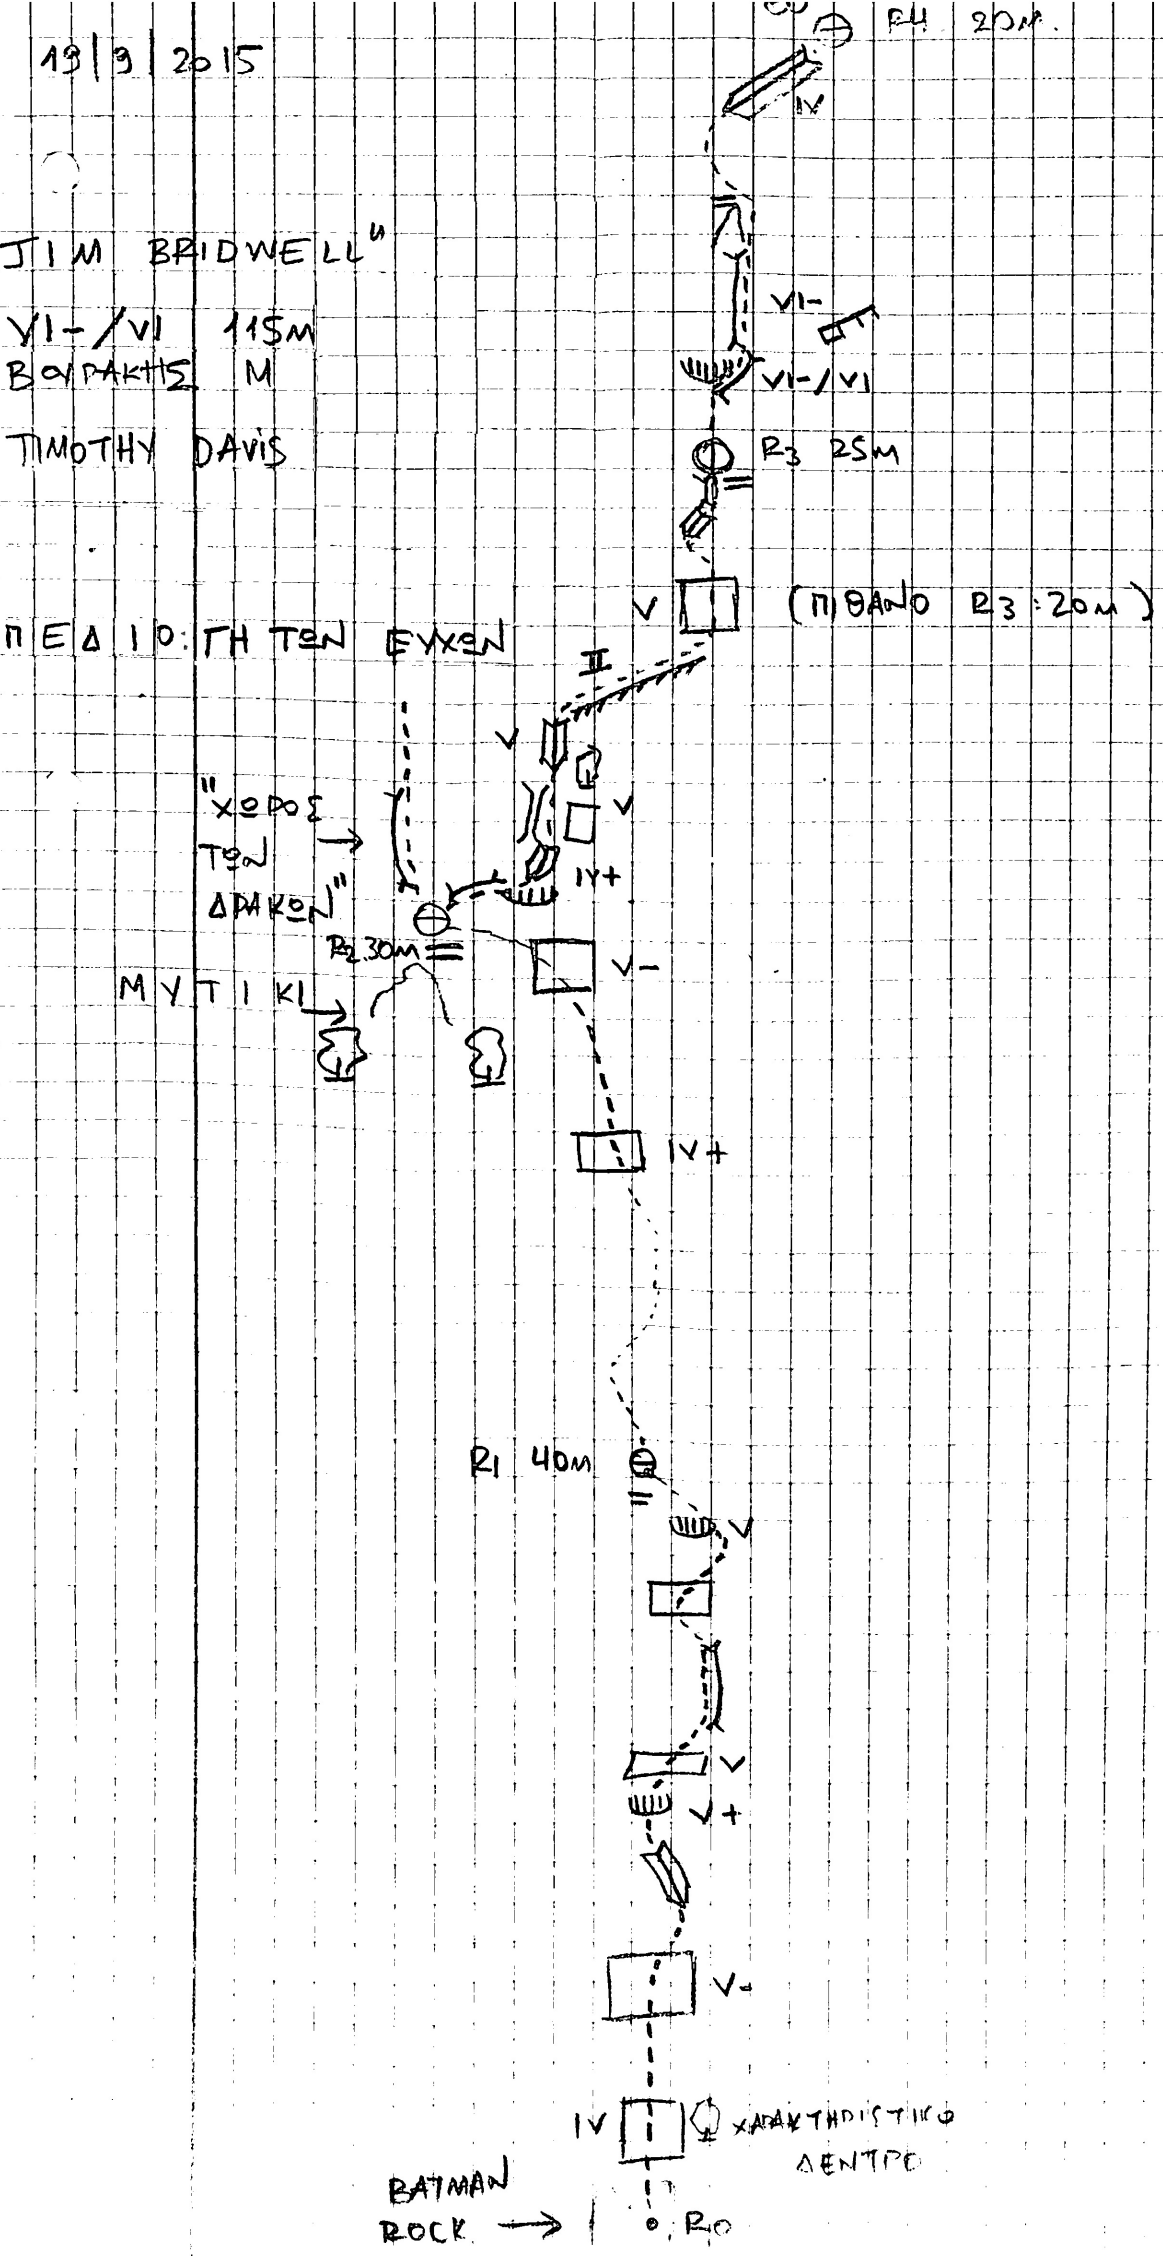 R4 20M.
19/9/2015
IV
JIM BRIDWELL"
VI-
VI-/VI 115M
ΒΟΥΡΑΚΗΣ Μ
VI-/VI
TIMOTHY DAVIS
R3 25M
V
(ΠΙΘΑΝΟ R3:20M)
ΠΕΔΙΟ: ΓΗ ΤΩΝ ΕΥΧΩΝ
II
V
"ΧΩΡΟΣ
ΤΩΝ
ΔΡΑΚΩΝ"
V
IV+
R2 30M
V-
ΜΥΤΙΚΙ
IV+
R1 40M
V
V
V+
V-
IV
ΧΑΡΑΚΤΗΡΙΣΤΙΚΟ
ΔΕΝΤΡΟ
BATMAN
ROCK
R0